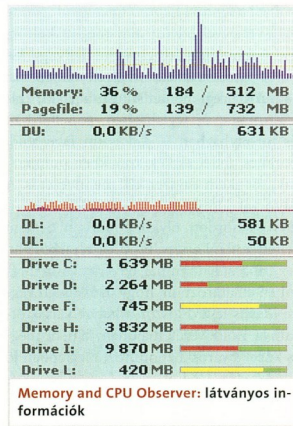 Memory: 36 % 184 / 512 MB
Pagefile: 19 % 139 / 732 MB
DU: 0,0 KB/s 631 KB
DL: 0,0 KB/s 581 KB
UL: 0,0 KB/s 50 KB
Drive C: 1 639 MB
Drive D: 2 264 MB
Drive F: 745 MB
Drive H: 3 832 MB
Drive I: 9 870 MB
Drive L: 420 MB
Memory and CPU Observer: látványos in-
formációk